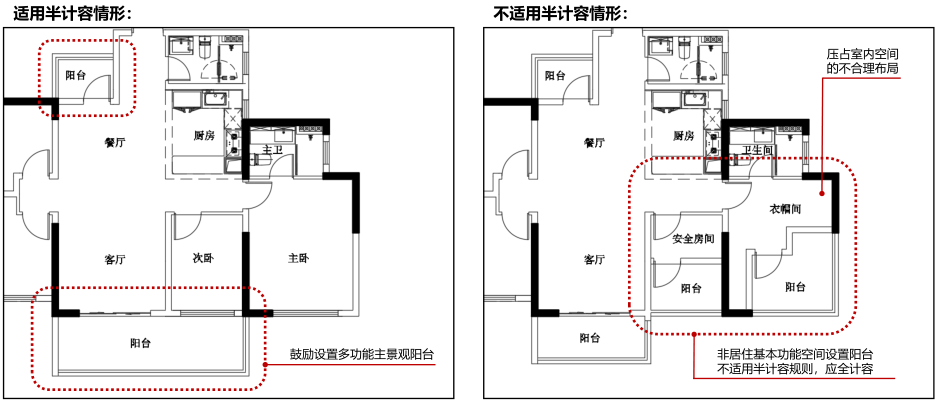 适用半计容情形：
不适用半计容情形：
阳台
餐厅
厨房
主卫
客厅
次卧
主卧
阳台
鼓励设置多功能主景观阳台
压占室内空间
的不合理布局
阳台
餐厅
厨房
卫生间
衣帽间
安全房间
客厅
阳台
阳台
阳台
非居住基本功能空间设置阳台
不适用半计容规则，应全计容